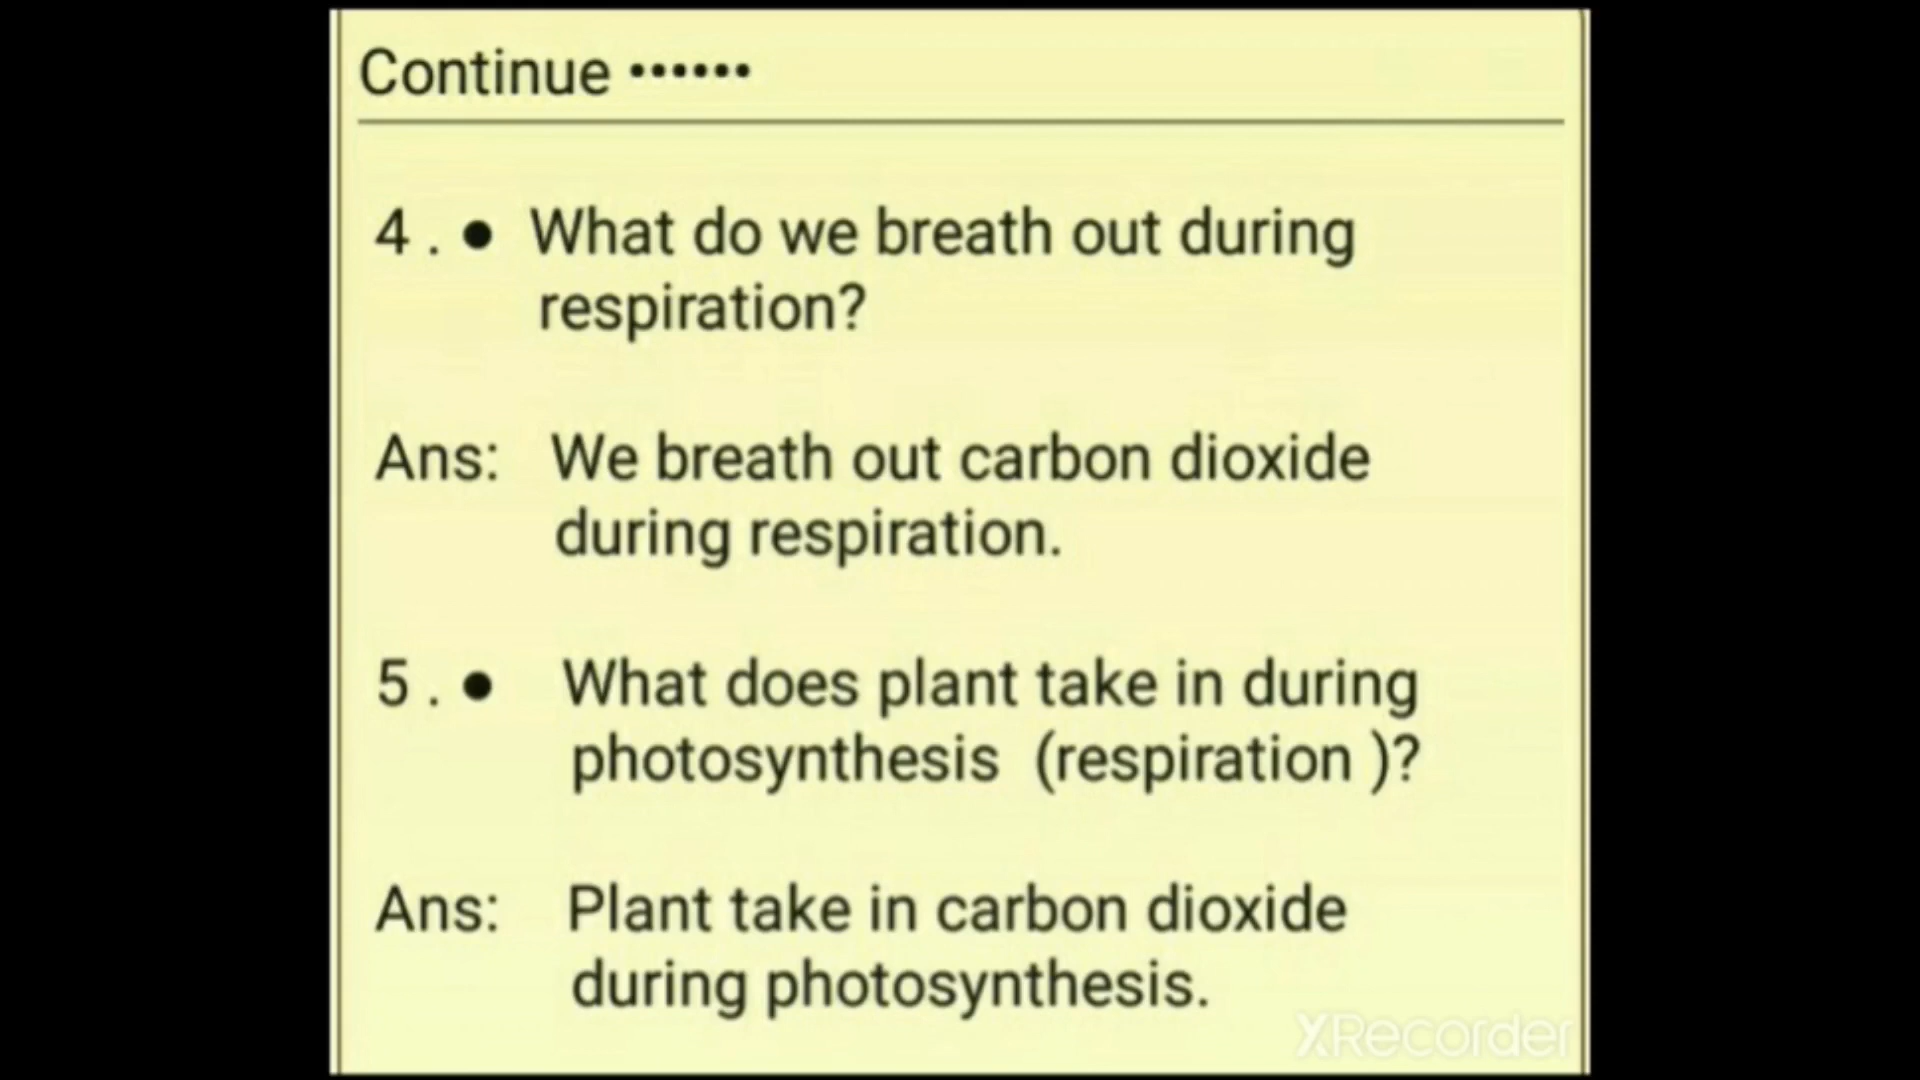 Continue ••••••
4 . ● What do we breath out during
respiration?
Ans: We breath out carbon dioxide
during respiration.
5 . ● What does plant take in during
photosynthesis (respiration )?
Ans: Plant take in carbon dioxide
during photosynthesis.
XRecorder